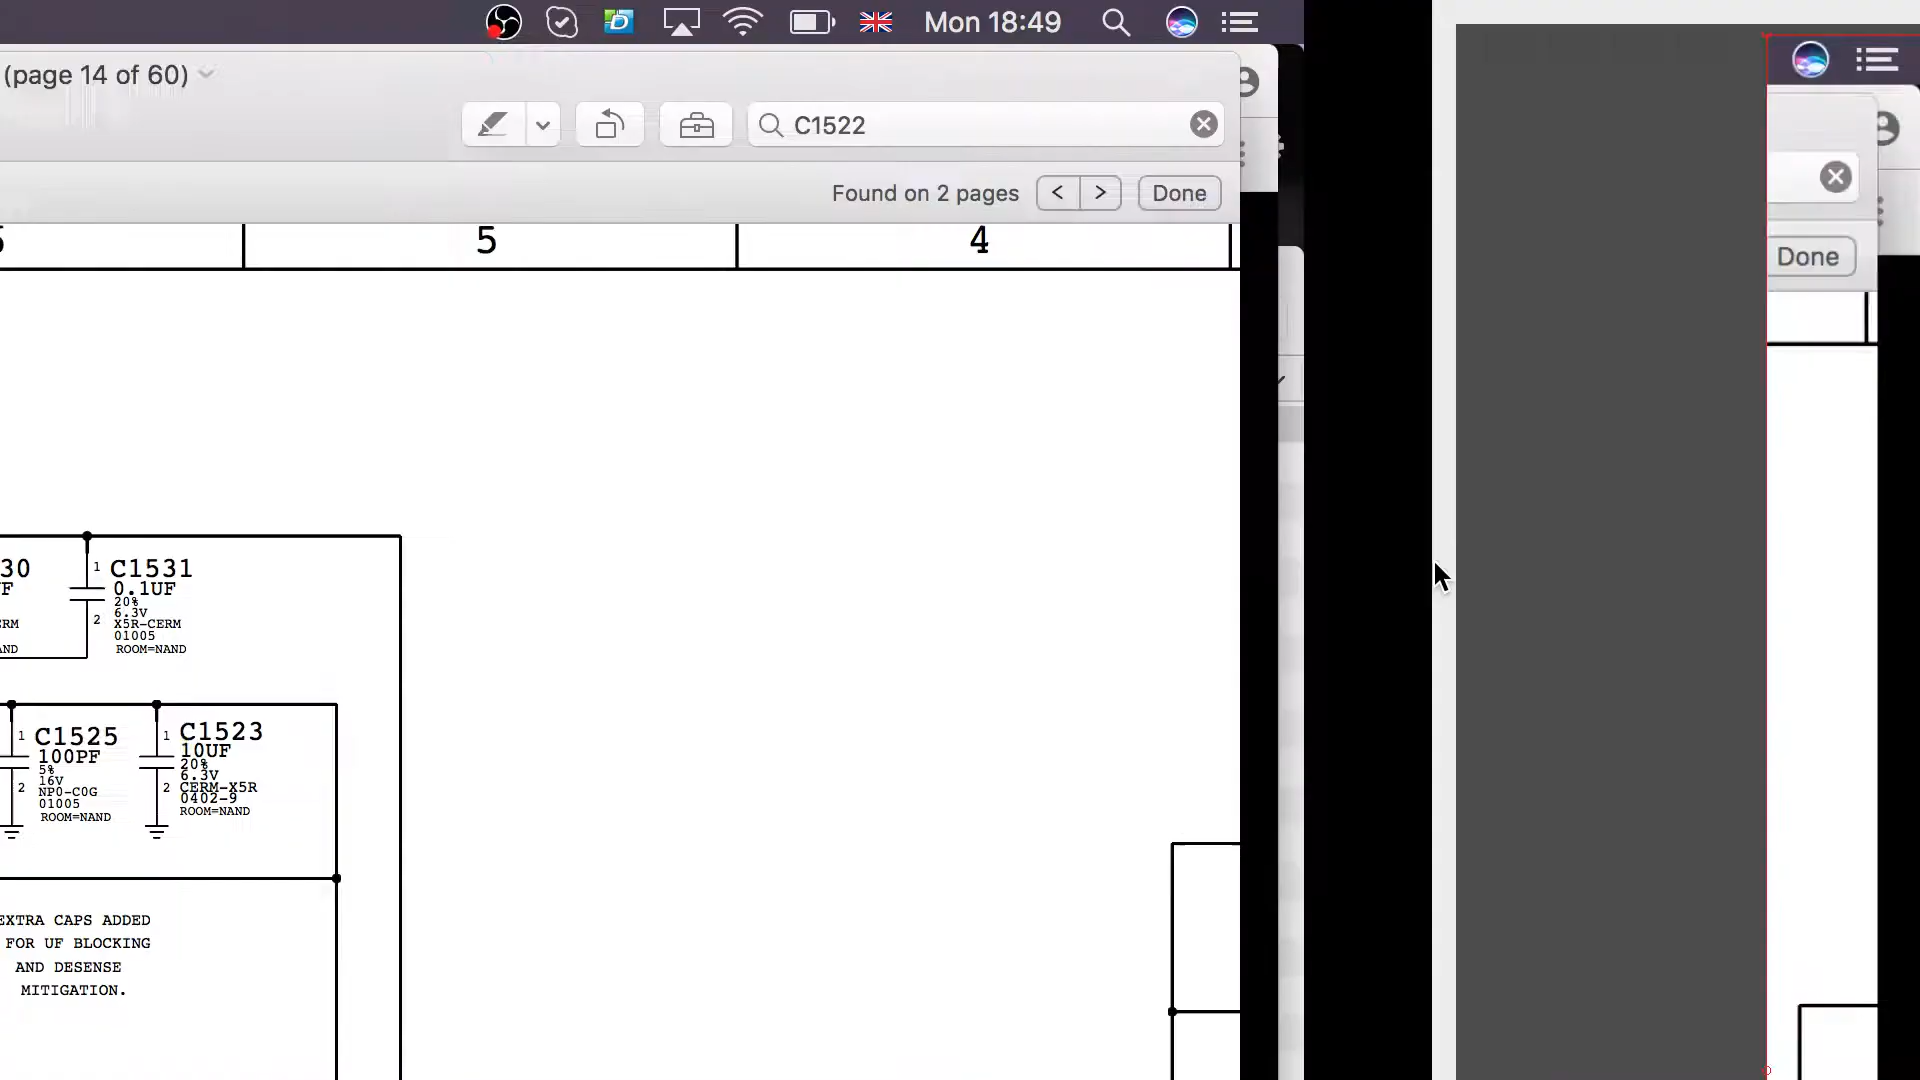 Mon 18:49
(page 14 of 60)
C1522
Found on 2 pages
< > Done
Done
5 4
30
1 C1531
0.1UF
20%
6.3V
2 X5R-CERM
01005
ROOM=NAND
1 C1525
100PF
5%
16V
2 NP0-C0G
01005
ROOM=NAND
1 C1523
10UF
20%
6.3V
2 CERM-X5R
0402-9
ROOM=NAND
EXTRA CAPS ADDED
FOR UF BLOCKING
AND DESENSE
MITIGATION.